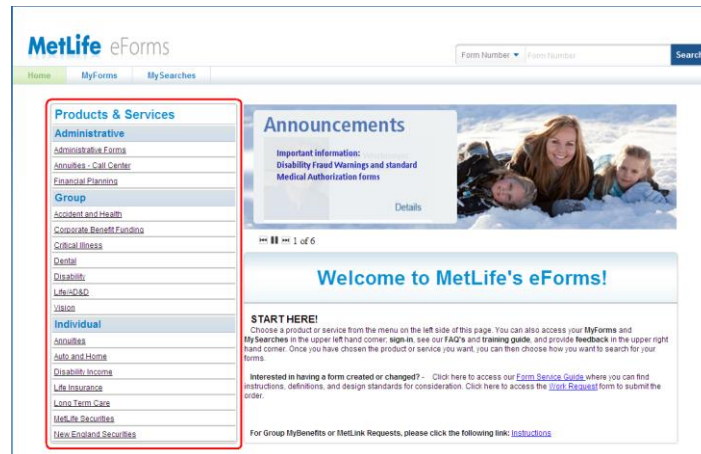 MetLife eForms
Form Number
Form Number
Search
Home
MyForms
MySearches
Products & Services
Administrative
Administrative Forms
Annuities - Call Center
Financial Planning
Group
Accident and Health
Corporate Benefit Funding
Critical Illness
Dental
Disability
Life/AD&D
Vision
Individual
Annuities
Auto and Home
Disability Income
Life Insurance
Long Term Care
MetLife Securities
New England Securities
Announcements
Important information:
Disability Fraud Warnings and standard
Medical Authorization forms
Details
1 of 6
Welcome to MetLife's eForms!
START HERE!
Choose a product or service from the menu on the left side of this page. You can also access your MyForms and
MySearches in the upper left hand corner; sign-in, see our FAQ's and training guide, and provide feedback in the upper right
hand corner. Once you have chosen the product or service you want, you can then choose how you want to search for your
forms.
Interested in having a form created or changed? - Click here to access our Form Service Guide where you can find
instructions, definitions, and design standards for consideration. Click here to access the Work Request form to submit the
order.
For Group MyBenefits or MetLink Requests, please click the following link: Instructions